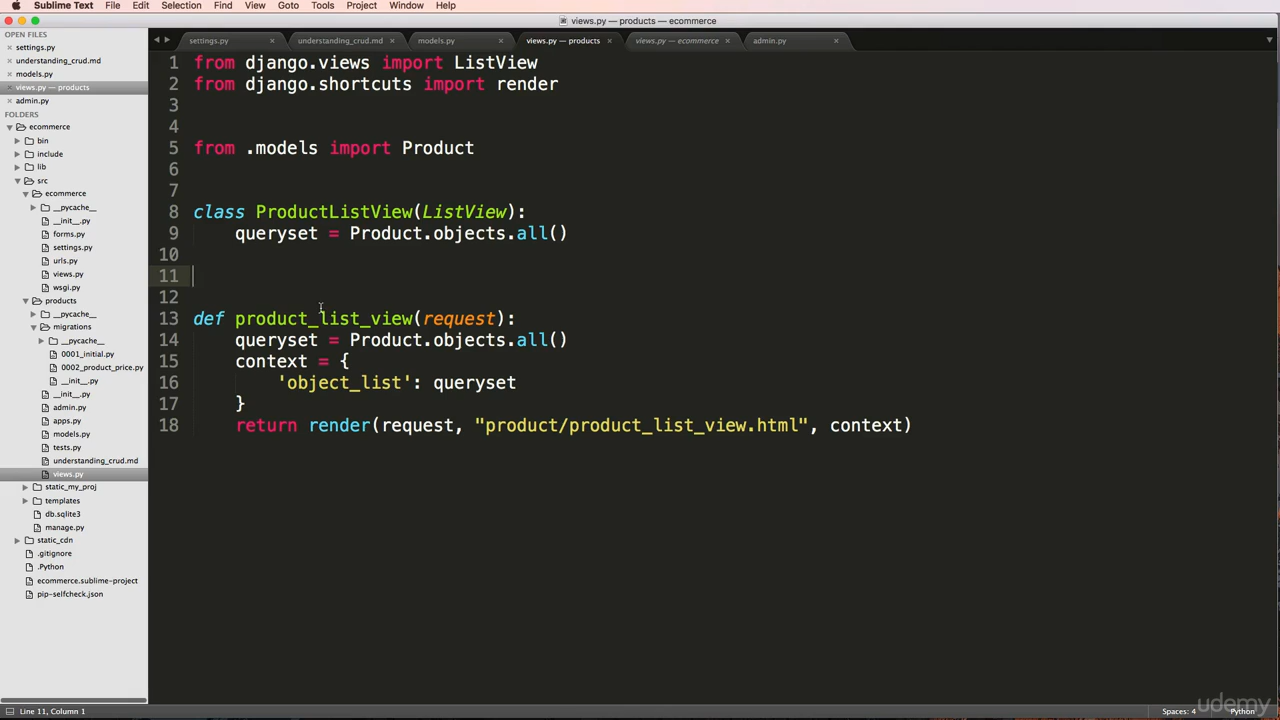 Sublime Text File Edit Selection Find View Goto Tools Project Window Help
views.py — products — ecommerce
OPEN FILES
settings.py
understanding_crud.md
models.py
views.py — products
admin.py
FOLDERS
ecommerce
bin
include
lib
src
ecommerce
__pycache__
__init__.py
forms.py
settings.py
urls.py
views.py
wsgi.py
products
__pycache__
migrations
__pycache__
0001_initial.py
0002_product_price.py
__init__.py
__init__.py
admin.py
apps.py
models.py
tests.py
understanding_crud.md
views.py
static_my_proj
templates
db.sqlite3
manage.py
static_cdn
.gitignore
.Python
ecommerce.sublime-project
pip-selfcheck.json
settings.py understanding_crud.md models.py views.py — products views.py — ecommerce admin.py
1 from django.views import ListView
2 from django.shortcuts import render
3
4
5 from .models import Product
6
7
8 class ProductListView(ListView):
9     queryset = Product.objects.all()
10
11
12
13 def product_list_view(request):
14     queryset = Product.objects.all()
15     context = {
16         'object_list': queryset
17     }
18     return render(request, "product/product_list_view.html", context)
Line 11, Column 1
Spaces: 4 Python
udemy